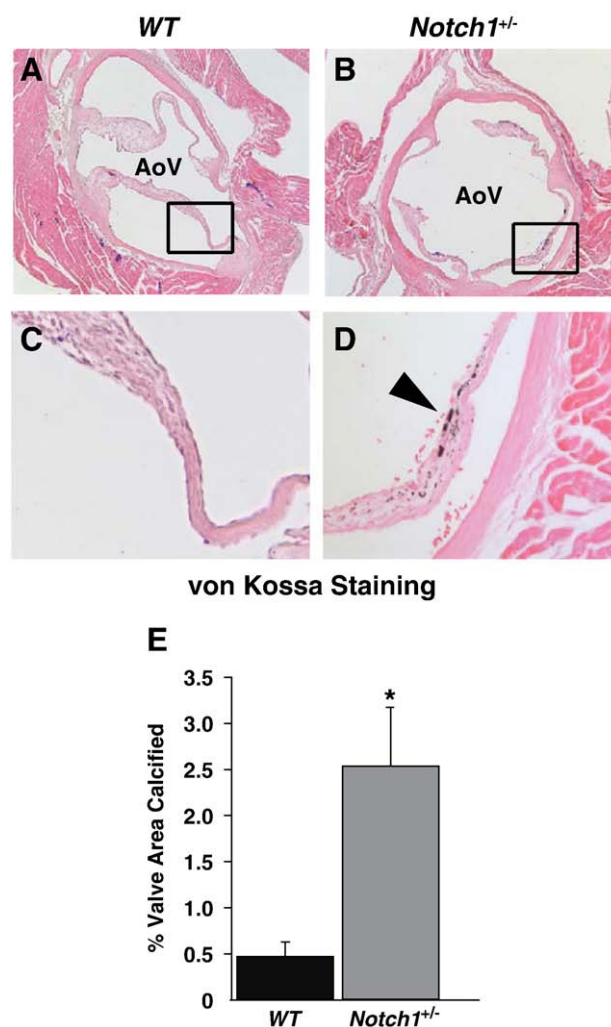 WT
Notch1+/-
A
B
AoV
AoV
C
D
von Kossa Staining
E
% Valve Area Calcified
3.5
3.0
2.5
2.0
1.5
1.0
0.5
0
*
WT
Notch1+/-